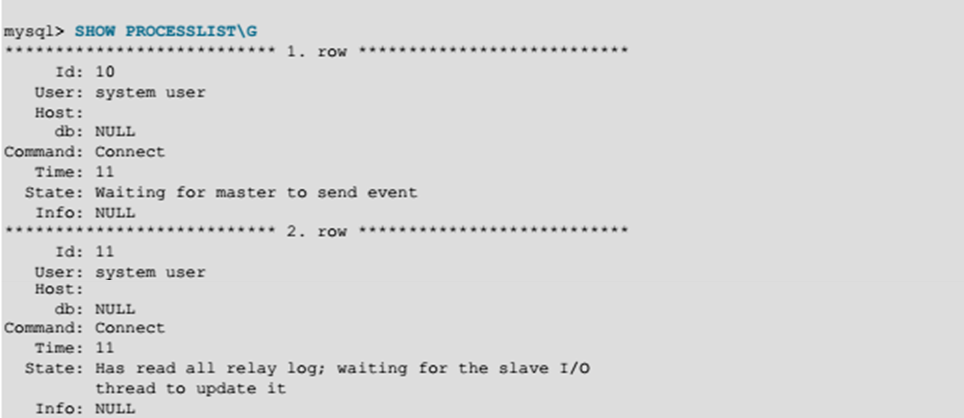 mysql> SHOW PROCESSLIST\G
*************************** 1. row ***************************
Id: 10
User: system user
Host:
db: NULL
Command: Connect
Time: 11
State: Waiting for master to send event
Info: NULL
*************************** 2. row ***************************
Id: 11
User: system user
Host:
db: NULL
Command: Connect
Time: 11
State: Has read all relay log; waiting for the slave I/O
thread to update it
Info: NULL